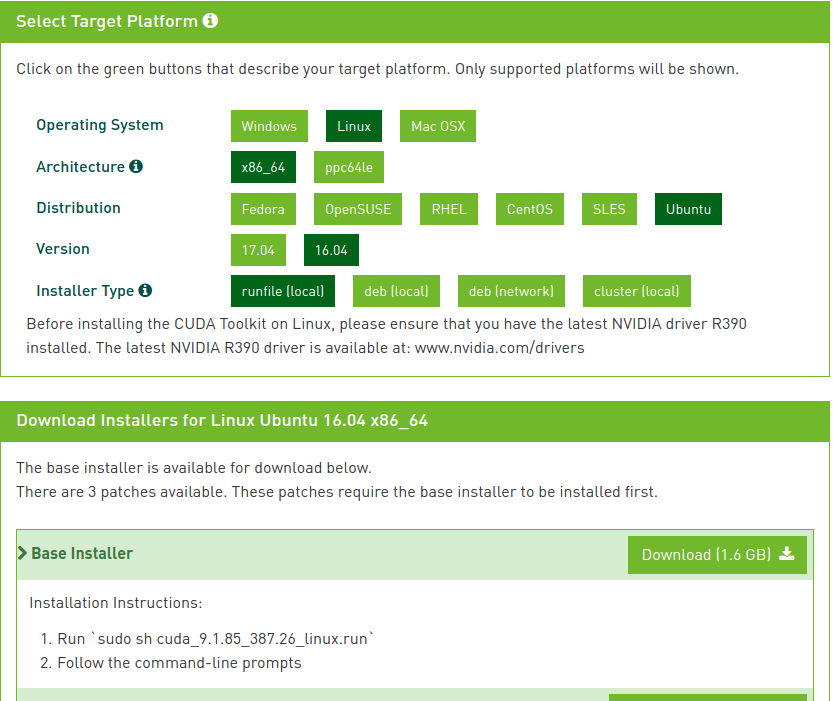 Select Target Platform
Click on the green buttons that describe your target platform. Only supported platforms will be shown.
Operating System Windows Linux Mac OSX
Architecture x86_64 ppc64le
Distribution Fedora OpenSUSE RHEL CentOS SLES Ubuntu
Version 17.04 16.04
Installer Type runfile (local) deb (local) deb (network) cluster (local)
Before installing the CUDA Toolkit on Linux, please ensure that you have the latest NVIDIA driver R390
installed. The latest NVIDIA R390 driver is available at: www.nvidia.com/drivers
Download Installers for Linux Ubuntu 16.04 x86_64
The base installer is available for download below.
There are 3 patches available. These patches require the base installer to be installed first.
Base Installer Download (1.6 GB)
Installation Instructions:
1. Run `sudo sh cuda_9.1.85_387.26_linux.run`
2. Follow the command-line prompts